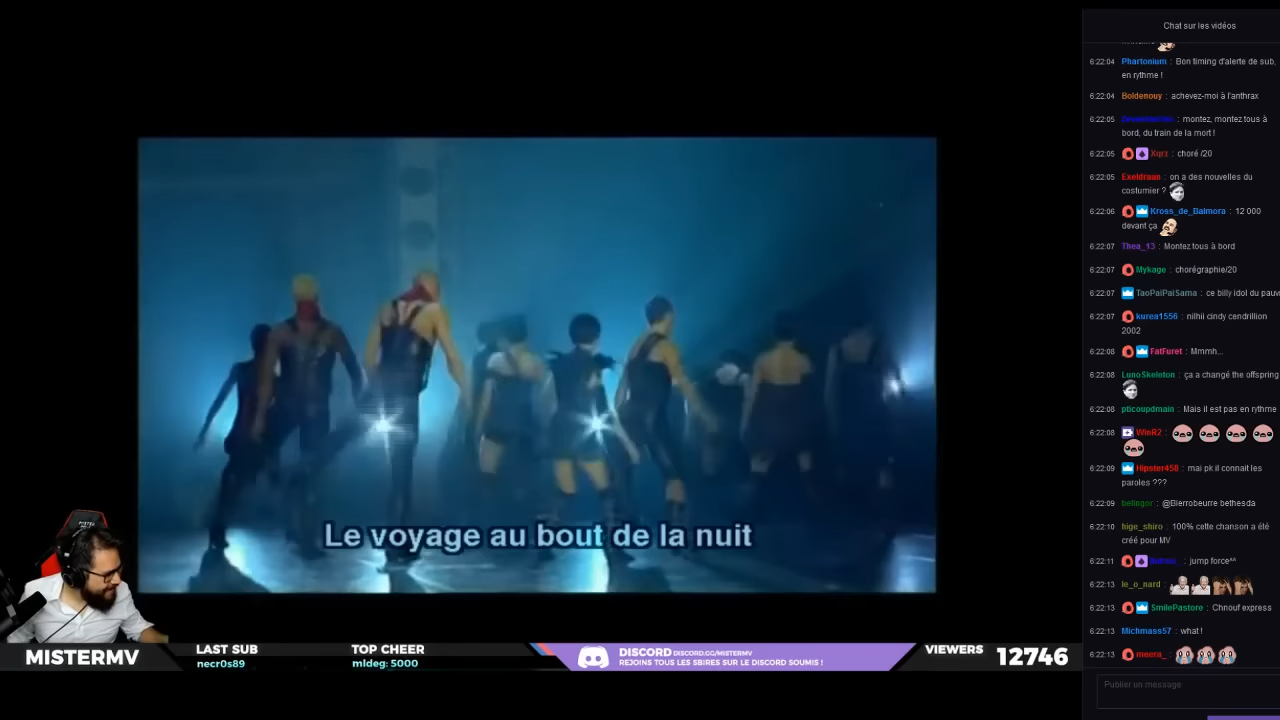 Chat sur les vidéos
6:22:04 Phartonium : Bon timing d'alerte de sub,
en rythme !
6:22:04 Boldenouy : achevez-moi à l'anthrax
6:22:05 : montez, montez tous à
bord, du train de la mort !
6:22:05 Xqrz : choré /20
6:22:05 Exeldraan : on a des nouvelles du
costumier ?
6:22:06 Kross_de_Balmora : 12 000
devant ça
6:22:07 Thea_13 : Montez tous à bord
6:22:07 Mykage : chorégraphie/20
6:22:07 TaoPaiPaiSama : ce billy idol du pauv
6:22:07 kurea1556 : nilhil cindy cendrillon
2002
6:22:08 FatFuret : Mmmh...
6:22:08 LunoSkeleton : ça a changé the offspring
6:22:08 pticoupdmain : Mais il est pas en rythme
6:22:08 WinR2 :
6:22:09 Hipster458 : mai pk il connait les
paroles ???
6:22:09 belingor : @Bierrobeurre bethesda
6:22:10 hige_shiro : 100% cette chanson a été
créé pour MV
6:22:11 : jump force^^
6:22:13 le_o_nard :
6:22:13 SmilePastore : Chnouf express
6:22:13 Michmass57 : what !
6:22:13 meera_ :
Publier un message
Le voyage au bout de la nuit
MISTERMV
LAST SUB
necr0s89
TOP CHEER
mldeg: 5000
DISCORD DISCORD.GG/MISTERMV
REJOINS TOUS LES SBIRES SUR LE DISCORD SOUMIS !
VIEWERS 12746